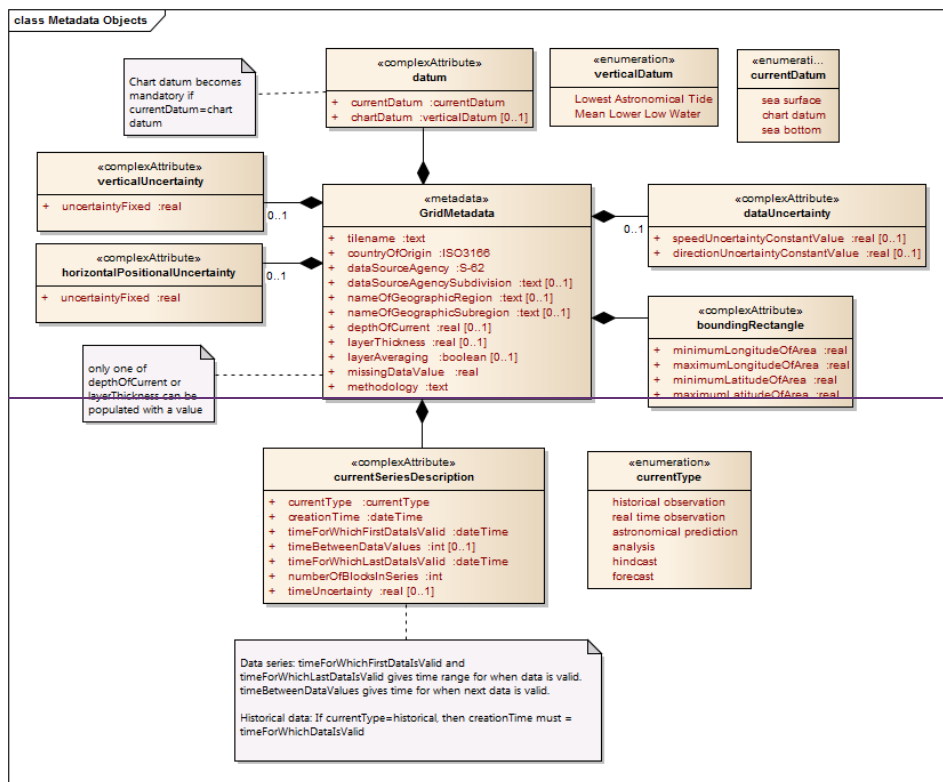 class Metadata Objects
Chart datum becomes
mandatory if
currentDatum=chart
datum
«complexAttribute»
datum
+ currentDatum :currentDatum
+ chartDatum :verticalDatum [0..1]
«enumeration»
verticalDatum
Lowest Astronomical Tide
Mean Lower Low Water
«enumerati...
currentDatum
sea surface
chart datum
sea bottom
«complexAttribute»
verticalUncertainty
+ uncertaintyFixed :real
0..1
«complexAttribute»
horizontalPositionalUncertainty
+ uncertaintyFixed :real
0..1
«metadata»
GridMetadata
+ tilename :text
+ countryOfOrigin :ISO3166
+ dataSourceAgency :S-62
+ dataSourceAgencySubdivision :text [0..1]
+ nameOfGeographicRegion :text [0..1]
+ nameOfGeographicSubregion :text [0..1]
+ depthOfCurrent :real [0..1]
+ layerThickness :real [0..1]
+ layerAveraging :boolean [0..1]
+ missingDataValue :real
+ methodology :text
«complexAttribute»
dataUncertainty
+ speedUncertaintyConstantValue :real [0..1]
+ directionUncertaintyConstantValue :real [0..1]
0..1
«complexAttribute»
boundingRectangle
+ minimumLongitudeOfArea :real
+ maximumLongitudeOfArea :real
+ minimumLatitudeOfArea :real
+ maximumLatitudeOfArea :real
only one of
depthOfCurrent or
layerThickness can be
populated with a value
«complexAttribute»
currentSeriesDescription
+ currentType :currentType
+ creationTime :dateTime
+ timeForWhichFirstDataIsValid :dateTime
+ timeBetweenDataValues :int [0..1]
+ timeForWhichLastDataIsValid :dateTime
+ numberOfBlocksInSeries :int
+ timeUncertainty :real [0..1]
«enumeration»
currentType
historical observation
real time observation
astronomical prediction
analysis
hindcast
forecast
Data series: timeForWhichFirstDataIsValid and
timeForWhichLastDataIsValid gives time range for when data is valid.
timeBetweenDataValues gives time for when next data is valid.
Historical data: If currentType=historical, then creationTime must =
timeForWhichDataIsValid